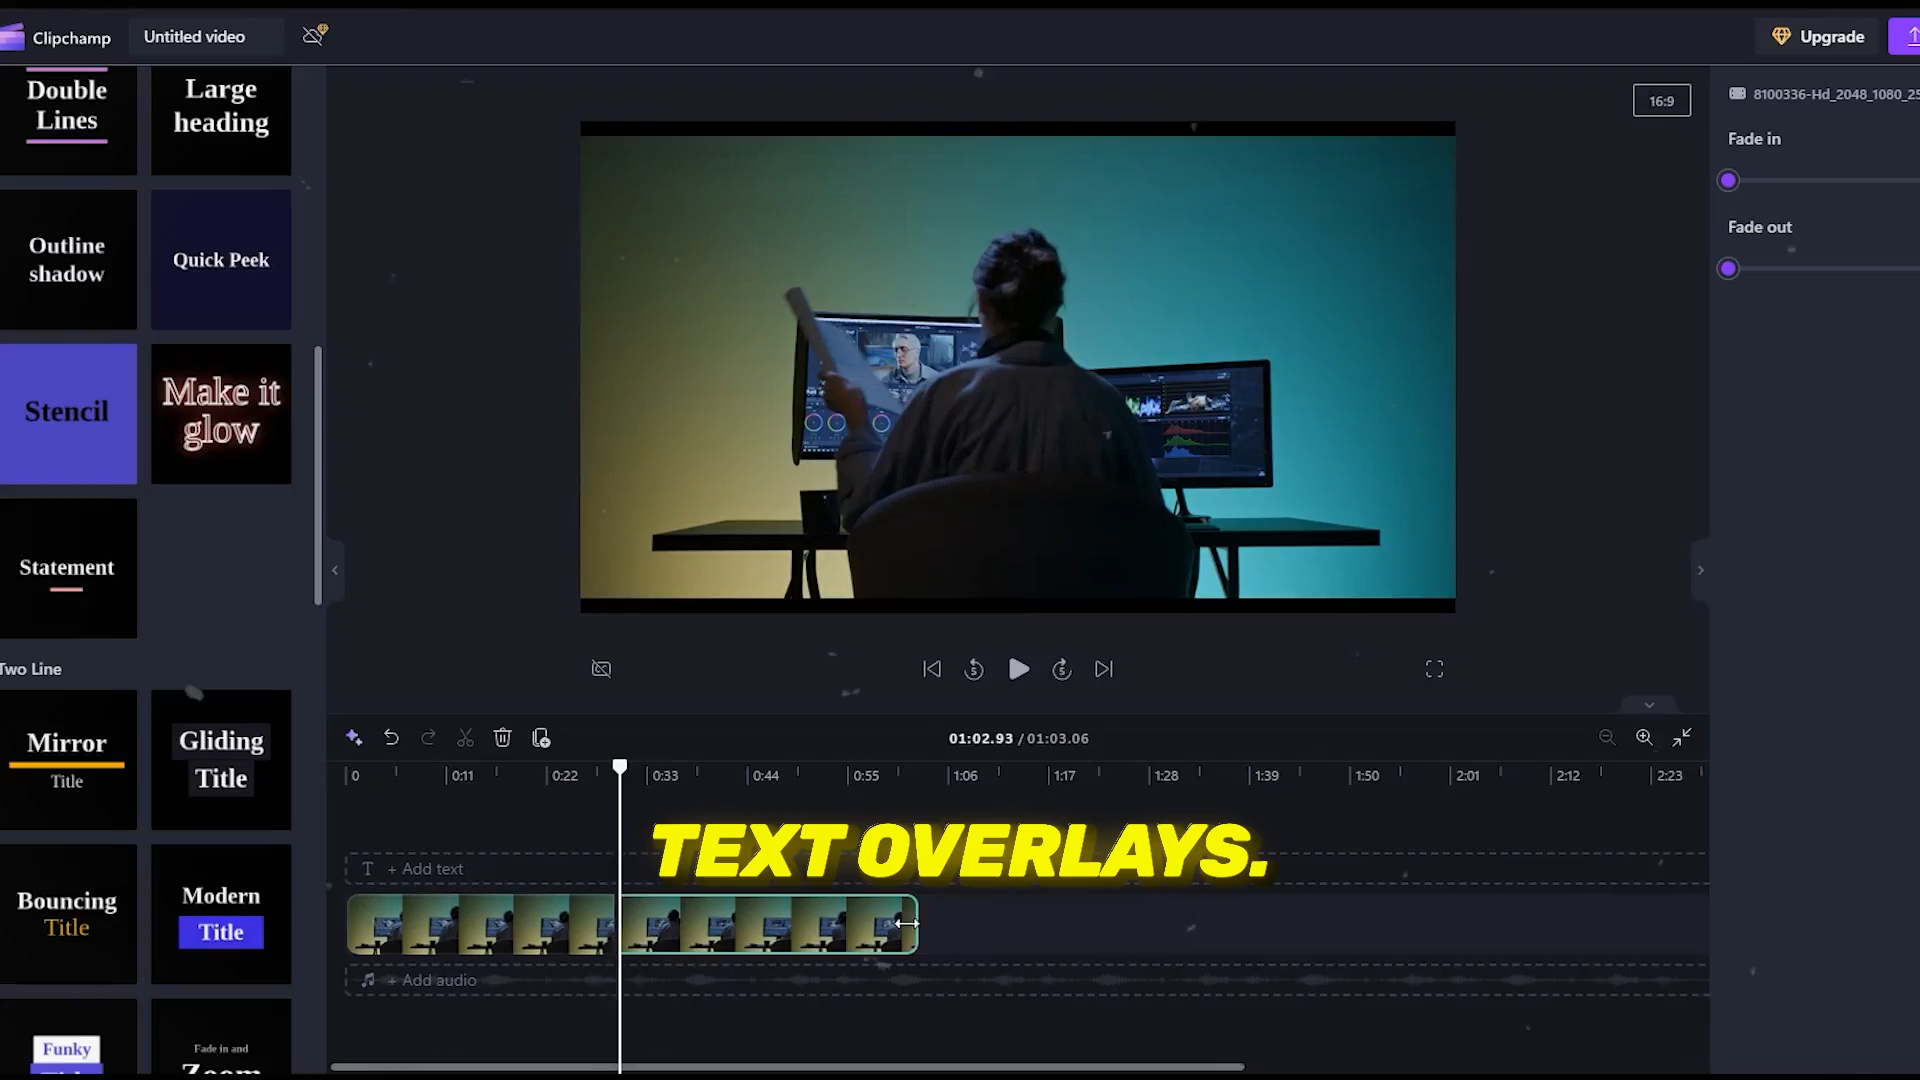 Clipchamp
Untitled video
Upgrade
Double
Lines
Large
heading
16:9
8100336-Hd_2048_1080_25
Fade in
Fade out
Outline
shadow
Quick Peek
Stencil
Make it
glow
Statement
Two Line
Mirror
Title
Gliding
Title
5
5
01:02.93 / 01:03.06
0 0:11 0:22 0:33 0:44 0:55 1:06 1:17 1:28 1:39 1:50 2:01 2:12 2:23
TEXT OVERLAYS.
T + Add text
Bouncing
Title
Modern
Title
+ Add audio
Funky
Fade in and
Zoom